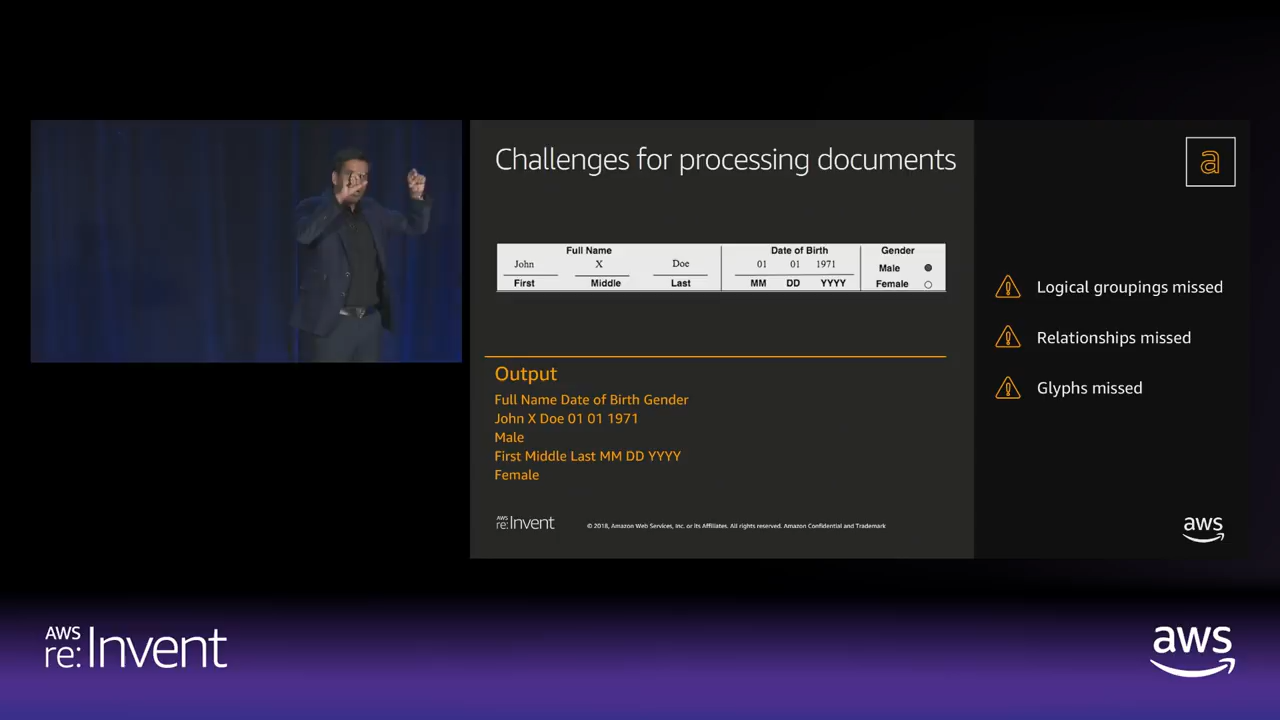 Challenges for processing documents
a
Full Name Date of Birth Gender
John X Doe 01 01 1971
Male
First Middle Last MM DD YYYY Female
Logical groupings missed
Relationships missed
Glyphs missed
Output
Full Name Date of Birth Gender
John X Doe 01 01 1971
Male
First Middle Last MM DD YYYY
Female
AWS
re:Invent
© 2018, Amazon Web Services, Inc. or its Affiliates. All rights reserved. Amazon Confidential and Trademark
aws
AWS
re:Invent
aws